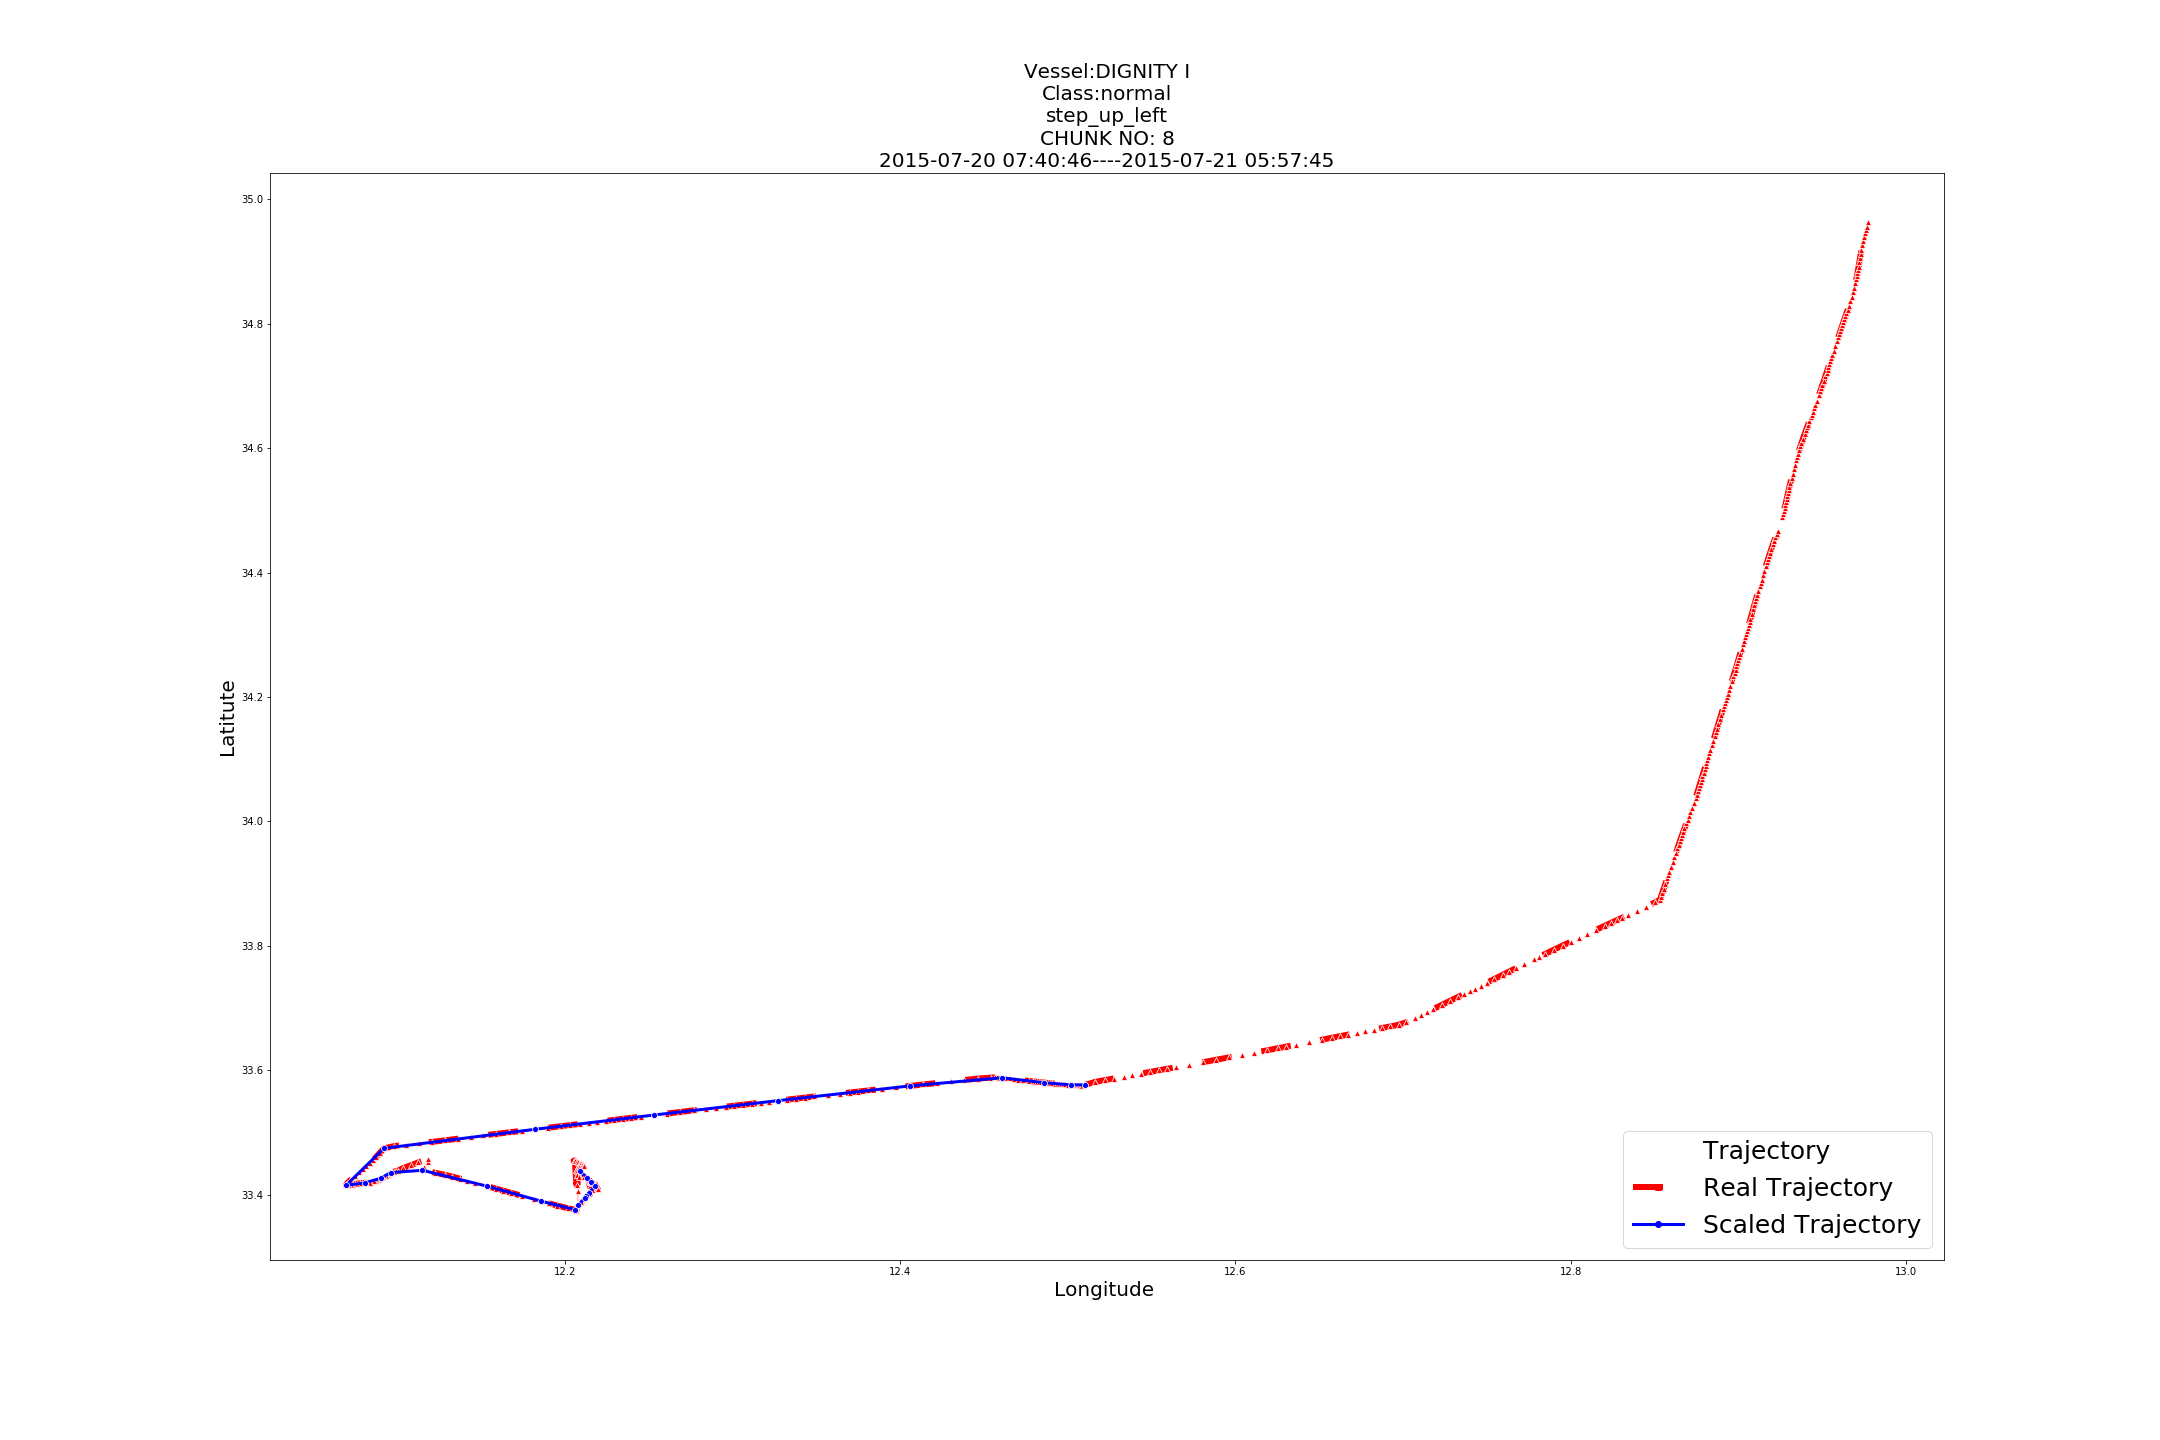 Vessel:DIGNITY I
Class:normal
step_up_left
CHUNK NO: 8
2015-07-20 07:40:46----2015-07-21 05:57:45
35.0
34.8
34.6
34.4
34.2
34.0
33.8
33.6
33.4
Latitute
12.2
12.4
12.6
12.8
13.0
Longitude
Trajectory
Real Trajectory
Scaled Trajectory